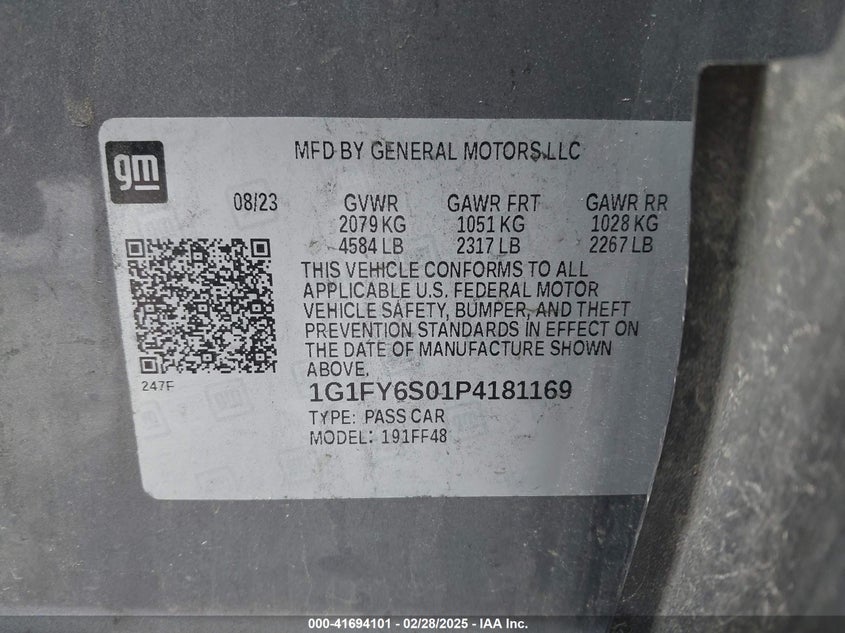 gm
MFD BY GENERAL MOTORS LLC
08/23 GVWR GAWR FRT GAWR RR
2079 KG 1051 KG 1028 KG
4584 LB 2317 LB 2267 LB
THIS VEHICLE CONFORMS TO ALL
APPLICABLE U.S. FEDERAL MOTOR
VEHICLE SAFETY, BUMPER, AND THEFT
PREVENTION STANDARDS IN EFFECT ON
THE DATE OF MANUFACTURE SHOWN
ABOVE.
247F
1G1FY6S01P4181169
TYPE: PASS CAR
MODEL: 191FF48
000-41694101 / 02/28/2025 - IAA Inc.